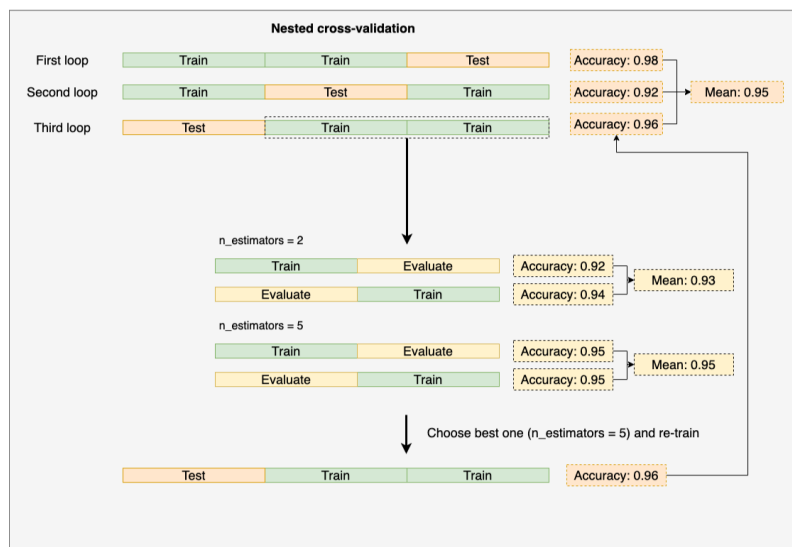 Nested cross-validation
First loop Train Train Test Accuracy: 0.98
Second loop Train Test Train Accuracy: 0.92 Mean: 0.95
Third loop Test Train Train Accuracy: 0.96
n_estimators = 2
Train Evaluate Accuracy: 0.92
Mean: 0.93
Evaluate Train Accuracy: 0.94
n_estimators = 5
Train Evaluate Accuracy: 0.95
Mean: 0.95
Evaluate Train Accuracy: 0.95
Choose best one (n_estimators = 5) and re-train
Test Train Train Accuracy: 0.96